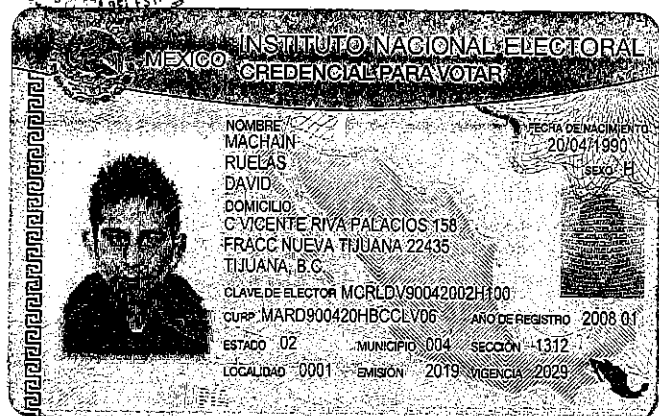 MEXICO
INSTITUTO NACIONAL ELECTORAL
CREDENCIAL PARA VOTAR
NOMBRE
MACHAIN
RUELAS
DAVID
FECHA DE NACIMIENTO
20/04/1990
SEXO H
DOMICILIO
C VICENTE RIVA PALACIOS 158
FRACC NUEVA TIJUANA 22435
TIJUANA, B.C.
CLAVE DE ELECTOR MCRLDV90042002H100
CURP MARD900420HBCCLV06 AÑO DE REGISTRO 2008 01
ESTADO 02 MUNICIPIO 004 SECCIÓN 1312
LOCALIDAD 0001 EMISIÓN 2019 VIGENCIA 2029